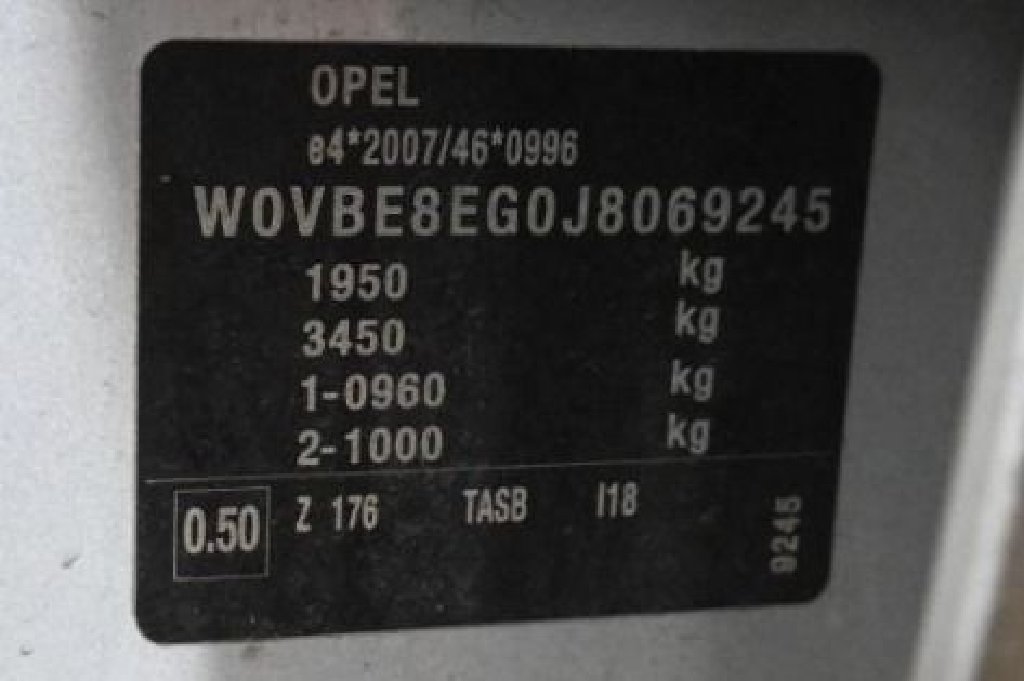 OPEL
e4*2007/46*0996
W0VBE8EG0J8069245
1950 kg
3450 kg
1-0960 kg
2-1000 kg
0.50 Z 176 TASB I18
9245